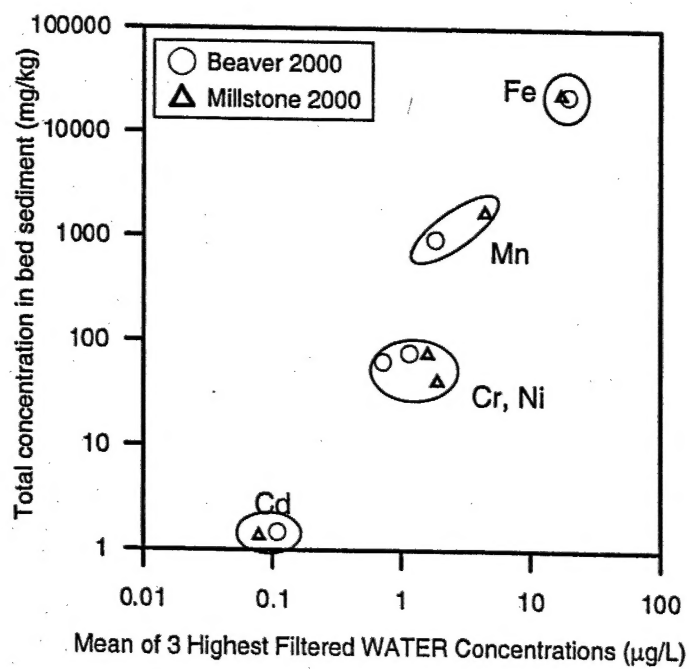 100000
10000
1000
100
10
1
Total concentration in bed sediment (mg/kg)
Beaver 2000
Millstone 2000
Fe
Mn
Cr, Ni
Cd
0.01 0.1 1 10 100
Mean of 3 Highest Filtered WATER Concentrations (µg/L)